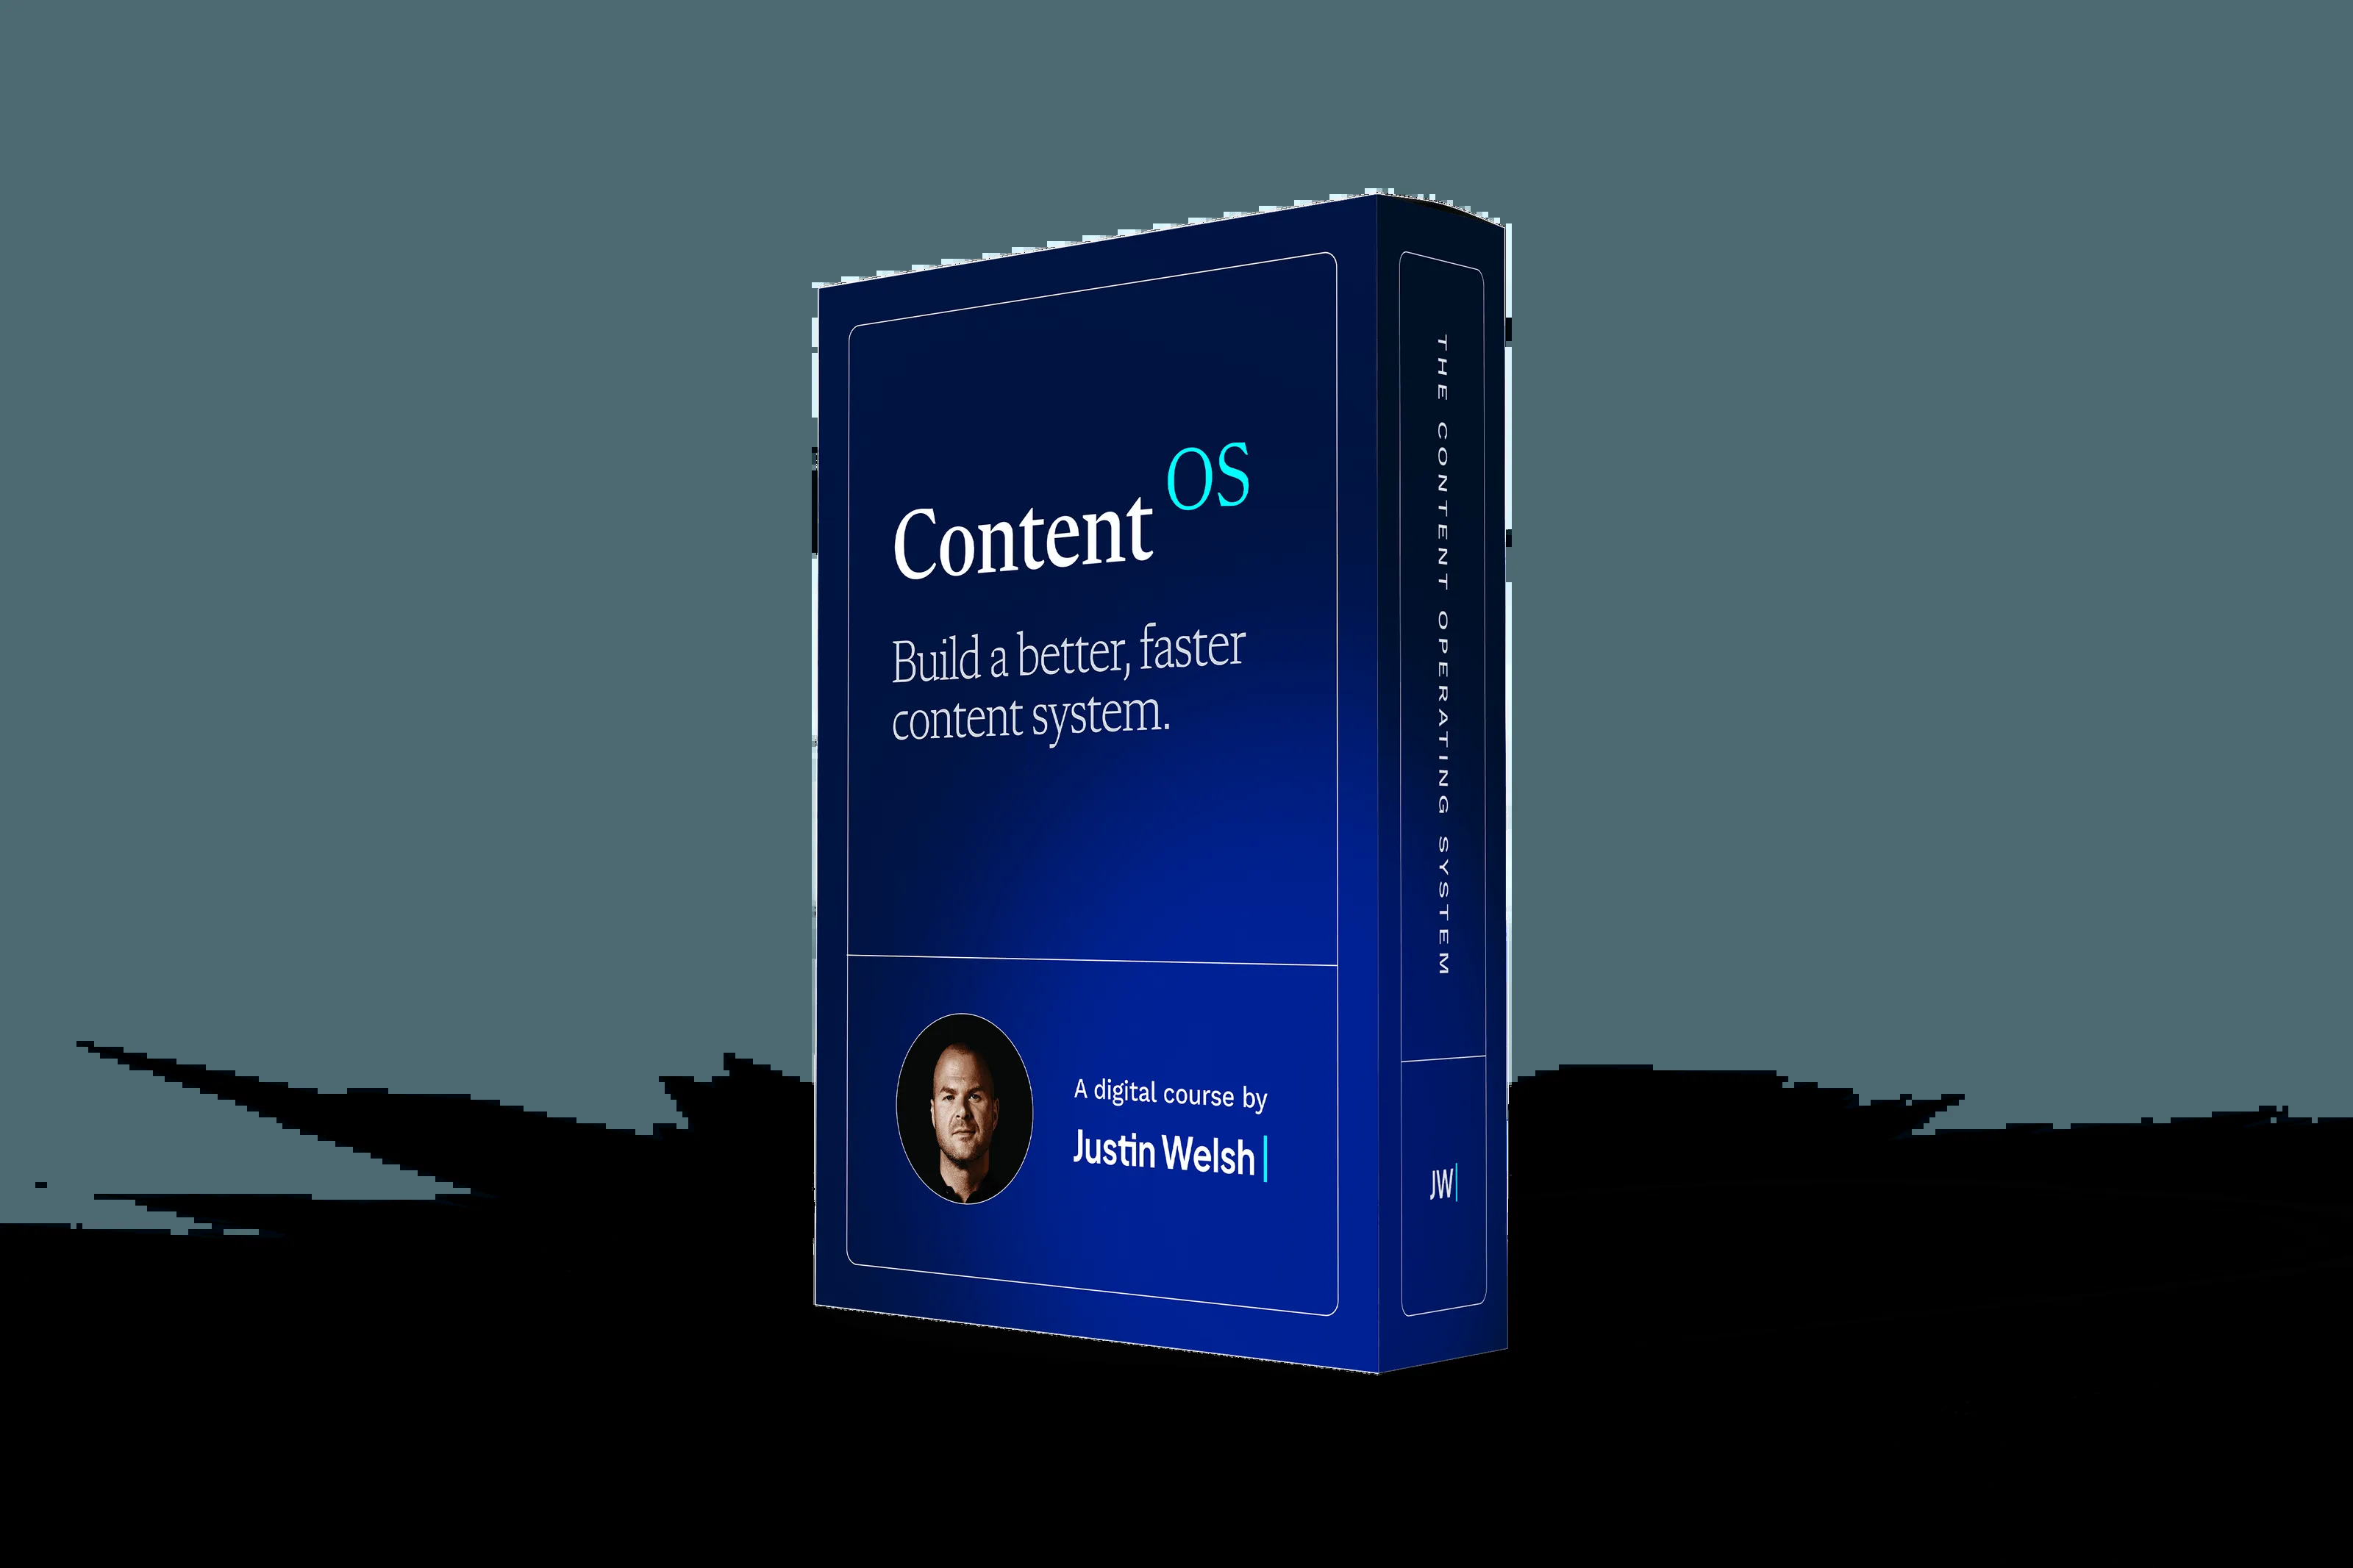 Content OS
Build a better, faster
content system.
A digital course by
Justin Welsh
THE CONTENT OPERATING SYSTEM
JW